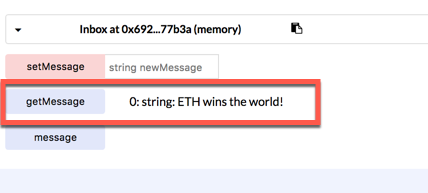 Inbox at 0x692...77b3a (memory)
setMessage string newMessage
getMessage 0: string: ETH wins the world!
message